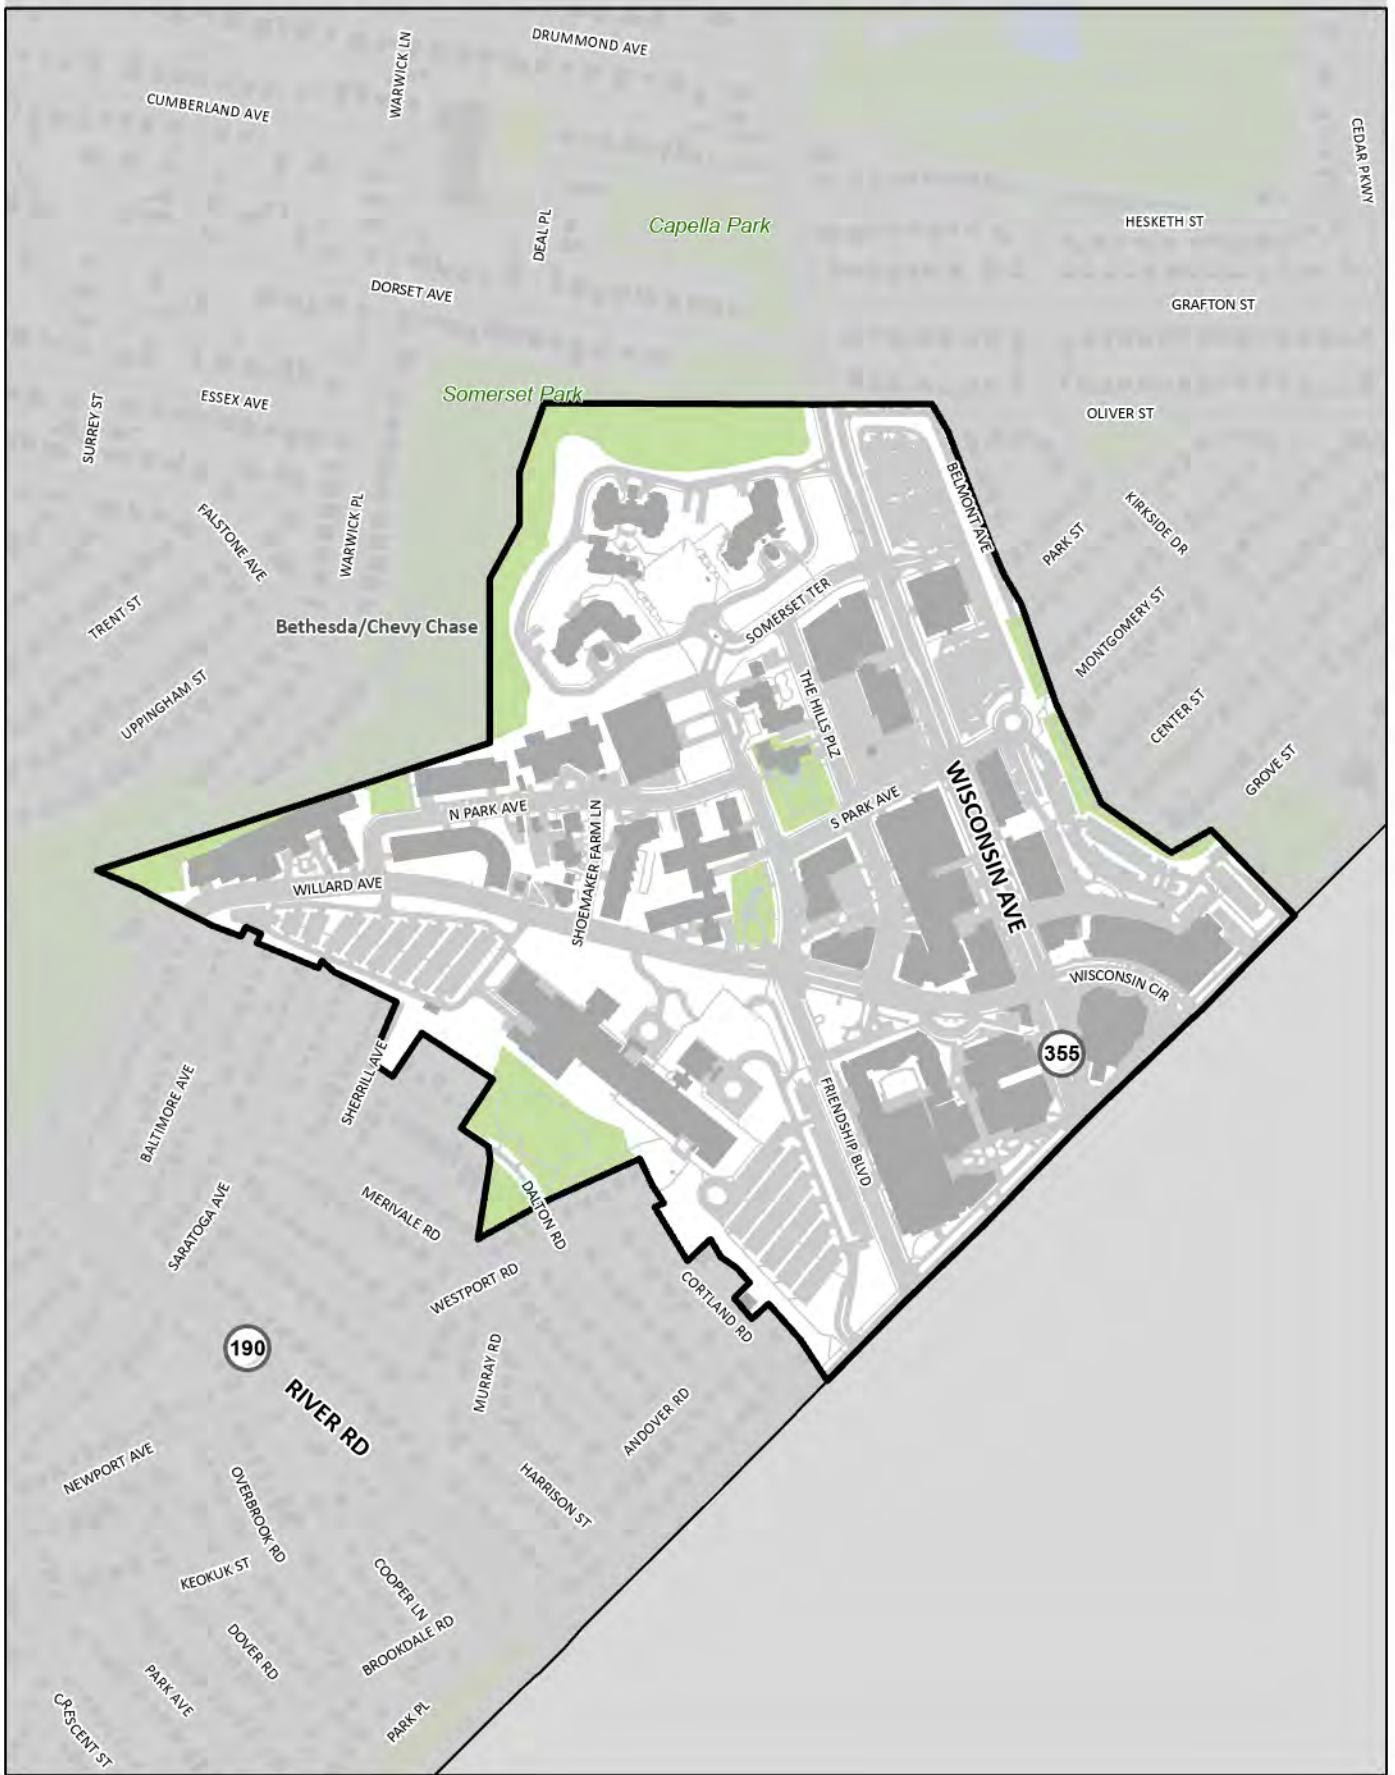 DRUMMOND AVE
WARWICK LN
CUMBERLAND AVE
CEDAR PKWY
HESKETH ST
Capella Park
DEAL PL
DORSET AVE
GRAFTON ST
Somerset Park
ESSEX AVE
SURREY ST
OLIVER ST
BELMONT AVE
KIRKSIDE DR
PARK ST
FALSTONE AVE
WARWICK PL
TRENT ST
Bethesda/Chevy Chase
SOMERSET TER
MONTGOMERY ST
UPPINGHAM ST
THE HILLS PLZ
CENTER ST
GROVE ST
N PARK AVE
S PARK AVE
WISCONSIN AVE
SHOEMAKER FARM LN
WILLARD AVE
WISCONSIN CIR
355
SHERRILL AVE
BALTIMORE AVE
FRIENDSHIP BLVD
DALTON RD
MERIVALE RD
SARATOGA AVE
WESTPORT RD
CORTLAND RD
190
RIVER RD
MURRAY RD
ANDOVER RD
NEWPORT AVE
HARRISON ST
OVERBROOK RD
KEOKUK ST
COOPER LN
BROOKDALE RD
DOVER RD
PARK AVE
PARK PL
CRESCENT ST